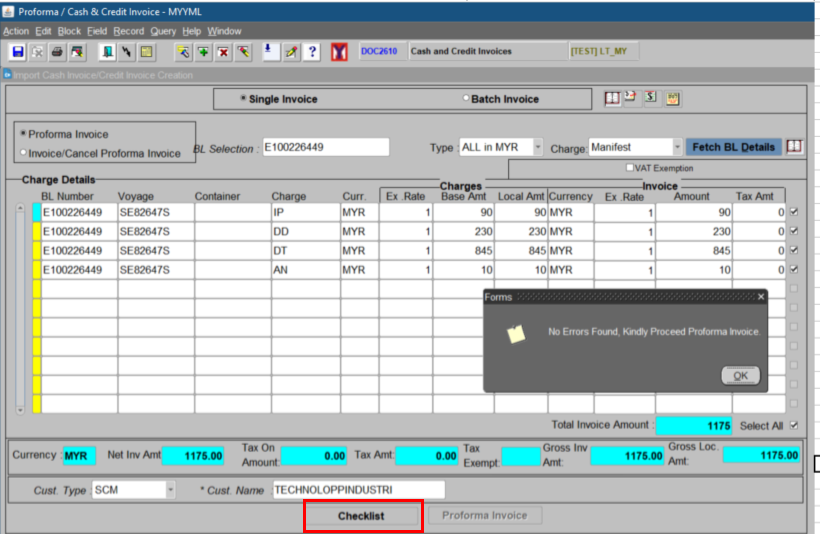 Proforma / Cash & Credit Invoice - MYYML
Action Edit Block Field Record Query Help Window
DOC2610 Cash and Credit Invoices [TEST] LT_MY
Import Cash Invoice/Credit Invoice Creation
Single Invoice Batch Invoice
Proforma Invoice
Invoice/Cancel Proforma Invoice
BL Selection : E100226449 Type : ALL in MYR Charge: Manifest Fetch BL Details
VAT Exemption
Charge Details
Charges Invoice
BL Number Voyage Container Charge Curr. Ex .Rate Base Amt Local Amt Currency Ex .Rate Amount Tax Amt
E100226449 SE82647S IP MYR 1 90 90 MYR 1 90 0
E100226449 SE82647S DD MYR 1 230 230 MYR 1 230 0
E100226449 SE82647S DT MYR 1 845 845 MYR 1 845 0
E100226449 SE82647S AN MYR 1 10 10 MYR 1 10 0
Forms
No Errors Found, Kindly Proceed Proforma Invoice.
OK
Total Invoice Amount : 1175 Select All
Currency : MYR Net Inv Amt 1175.00 Tax On Amount: 0.00 Tax Amt: 0.00 Tax Exempt: Gross Inv Amt: 1175.00 Gross Loc. Amt: 1175.00
Cust. Type : SCM * Cust. Name : TECHNOLOPPINDUSTRI
Checklist Proforma Invoice